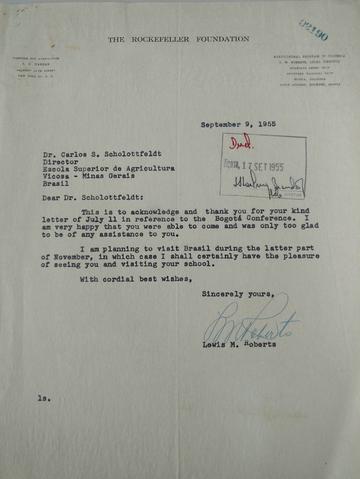 92190
THE ROCKEFELLER FOUNDATION
September 9, 1955
Dr. Carlos S. Scholottfeldt
Director
Escola Superior de Agricultura
Vicosa - Minas Gerais
Brasil
17 SET 1955
Dear Dr. Scholottfeldt:
This is to acknowledge and thank you for your kind
letter of July 11 in reference to the Bogotá Conference. I
am very happy that you were able to come and was only too glad
to be of any assistance to you.
I am planning to visit Brasil during the latter part
of November, in which case I shall certainly have the pleasure
of seeing you and visiting your school.
With cordial best wishes,
Sincerely yours,
Lewis M. Roberts
ls.